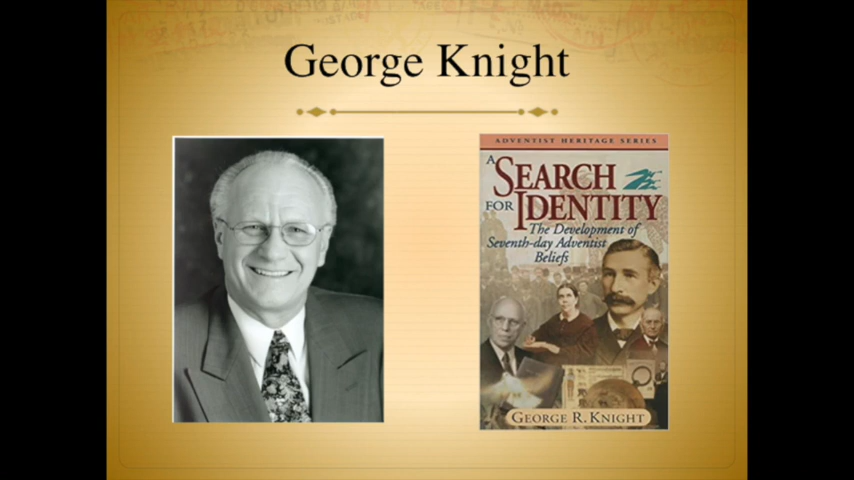 George Knight
ADVENTIST HERITAGE SERIES
A
SEARCH
FOR IDENTITY
The Development of
Seventh-day Adventist
Beliefs
GEORGE R. KNIGHT